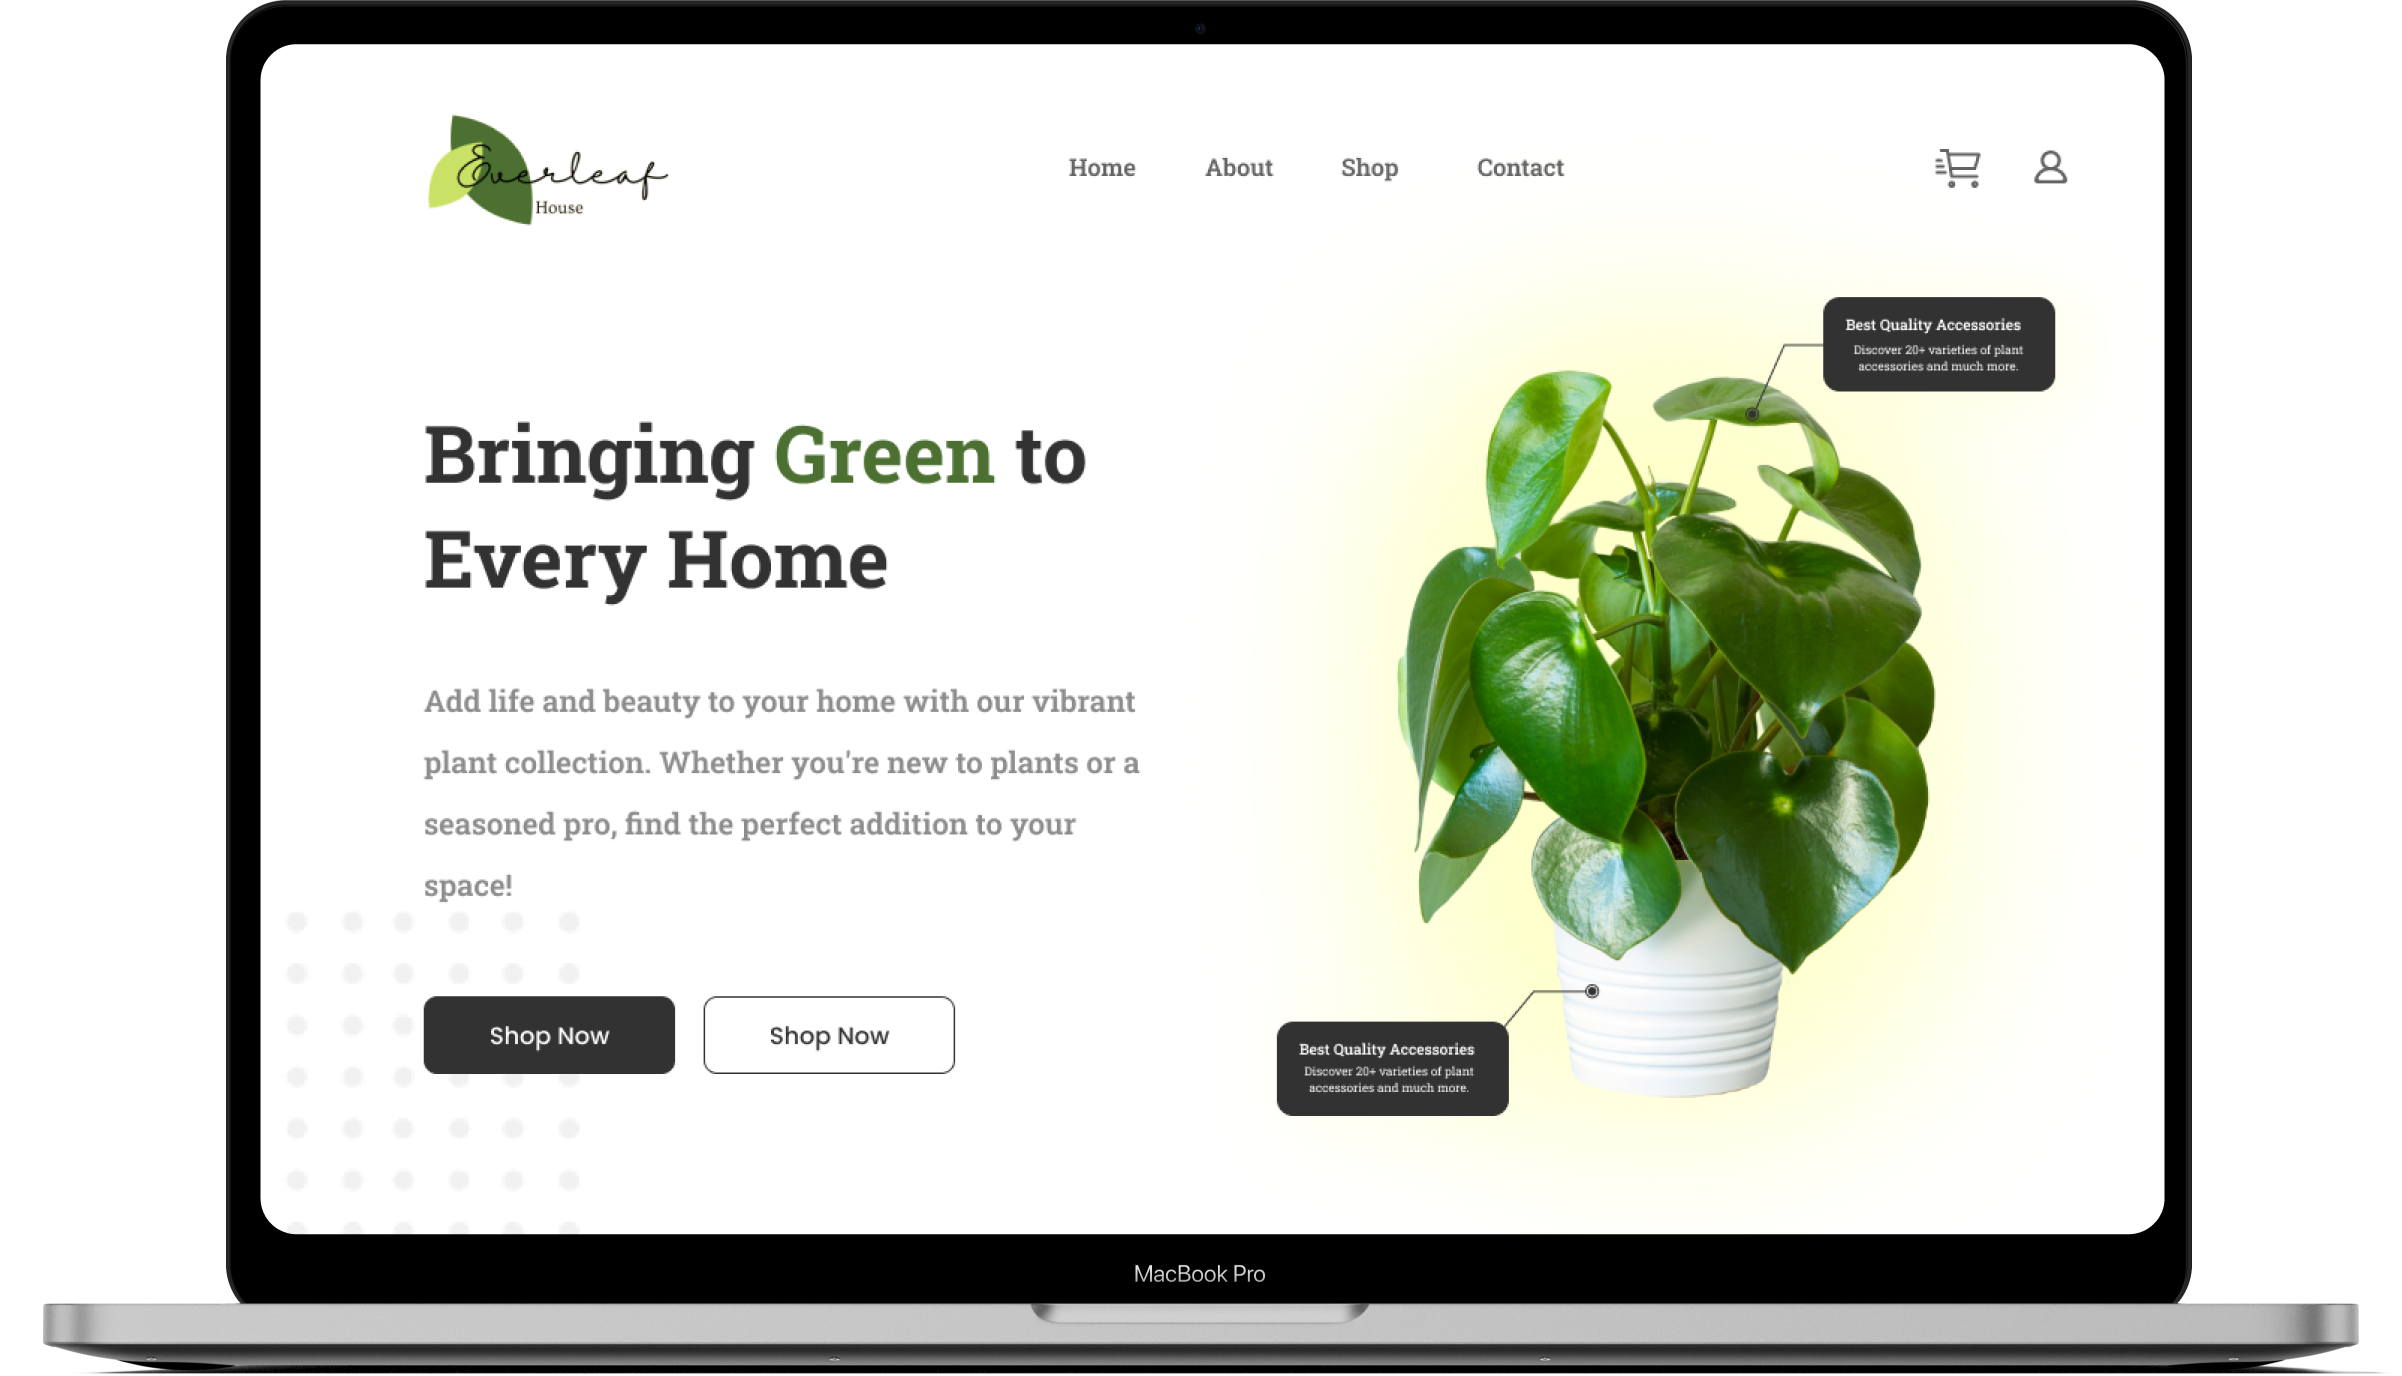 Everleaf
House
Home About Shop Contact
Best Quality Accessories
Discover 20+ varieties of plant
accessories and much more.
Bringing Green to
Every Home
Add life and beauty to your home with our vibrant
plant collection. Whether you're new to plants or a
seasoned pro, find the perfect addition to your
space!
Shop Now Shop Now
Best Quality Accessories
Discover 20+ varieties of plant
accessories and much more.
MacBook Pro